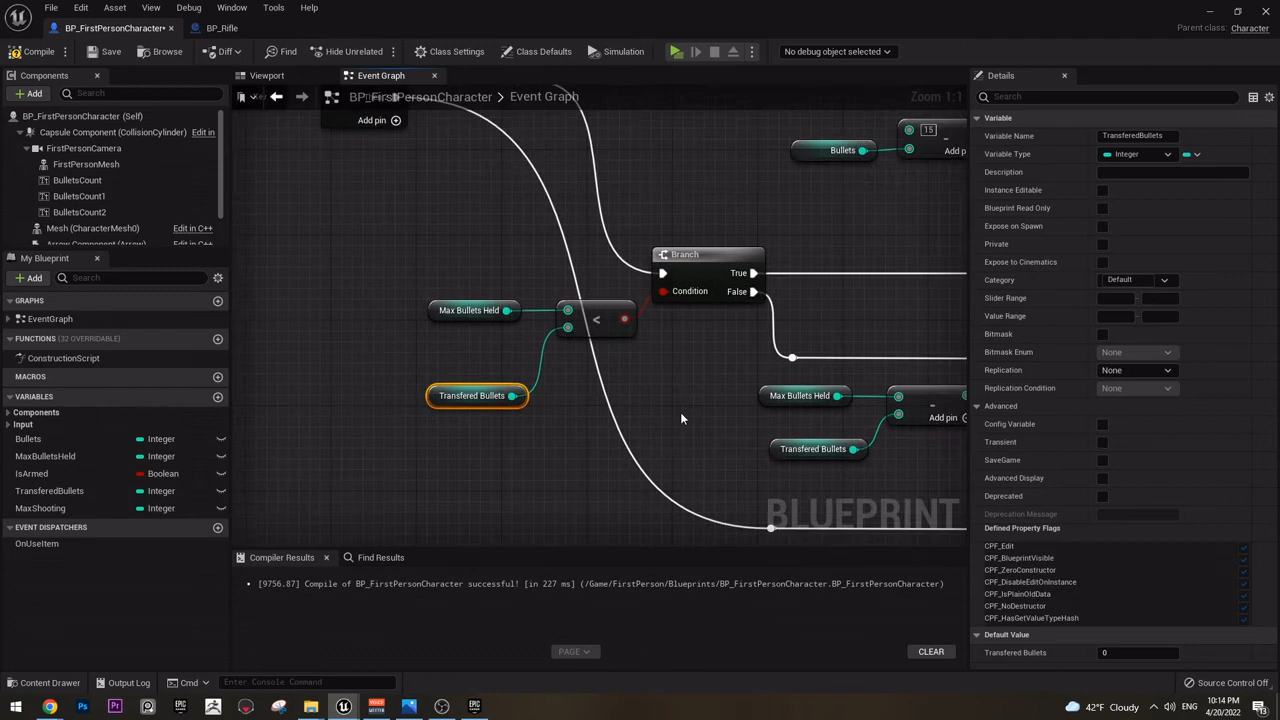 File Edit Asset View Debug Window Tools Help
BP_FirstPersonCharacter* BP_Rifle
Parent class: Character
Compile Save Browse Diff Find Hide Unrelated Class Settings Class Defaults Simulation No debug object selected
Components
Add Search
BP_FirstPersonCharacter (Self)
Capsule Component (CollisionCylinder) Edit in
FirstPersonCamera
FirstPersonMesh
BulletsCount
BulletsCount1
BulletsCount2
Mesh (CharacterMesh0) Edit in C++
Arrow Component (Arrow) Edit in C++
My Blueprint
Add Search
GRAPHS
EventGraph
FUNCTIONS (32 OVERRIDABLE)
ConstructionScript
MACROS
VARIABLES
Components
Input
Bullets Integer
MaxBulletsHeld Integer
IsArmed Boolean
TransferedBullets Integer
MaxShooting Integer
EVENT DISPATCHERS
OnUseItem
Viewport Event Graph
BP_FirstPersonCharacter > Event Graph
Zoom 1:1
Add pin
Bullets
15
-
Add p
Branch
True
Condition False
Max Bullets Held
<
Transfered Bullets
Max Bullets Held
-
Add pin
Transfered Bullets
BLUEPRINT
Compiler Results Find Results
[9756.87] Compile of BP_FirstPersonCharacter successful! [in 227 ms] (/Game/FirstPerson/Blueprints/BP_FirstPersonCharacter.BP_FirstPersonCharacter)
PAGE
CLEAR
Details
Search
Variable
Variable Name TransferedBullets
Variable Type Integer
Description
Instance Editable
Blueprint Read Only
Expose on Spawn
Private
Expose to Cinematics
Category Default
Slider Range
Value Range
Bitmask
Bitmask Enum None
Replication None
Replication Condition None
Advanced
Config Variable
Transient
SaveGame
Advanced Display
Deprecated
Deprecation Message
Defined Property Flags
CPF_Edit
CPF_BlueprintVisible
CPF_ZeroConstructor
CPF_DisableEditOnInstance
CPF_IsPlainOldData
CPF_NoDestructor
CPF_HasGetValueTypeHash
Default Value
Transfered Bullets 0
Content Drawer Output Log Cmd Enter Console Command Source Control Off
42°F Cloudy
10:14 PM
4/20/2022